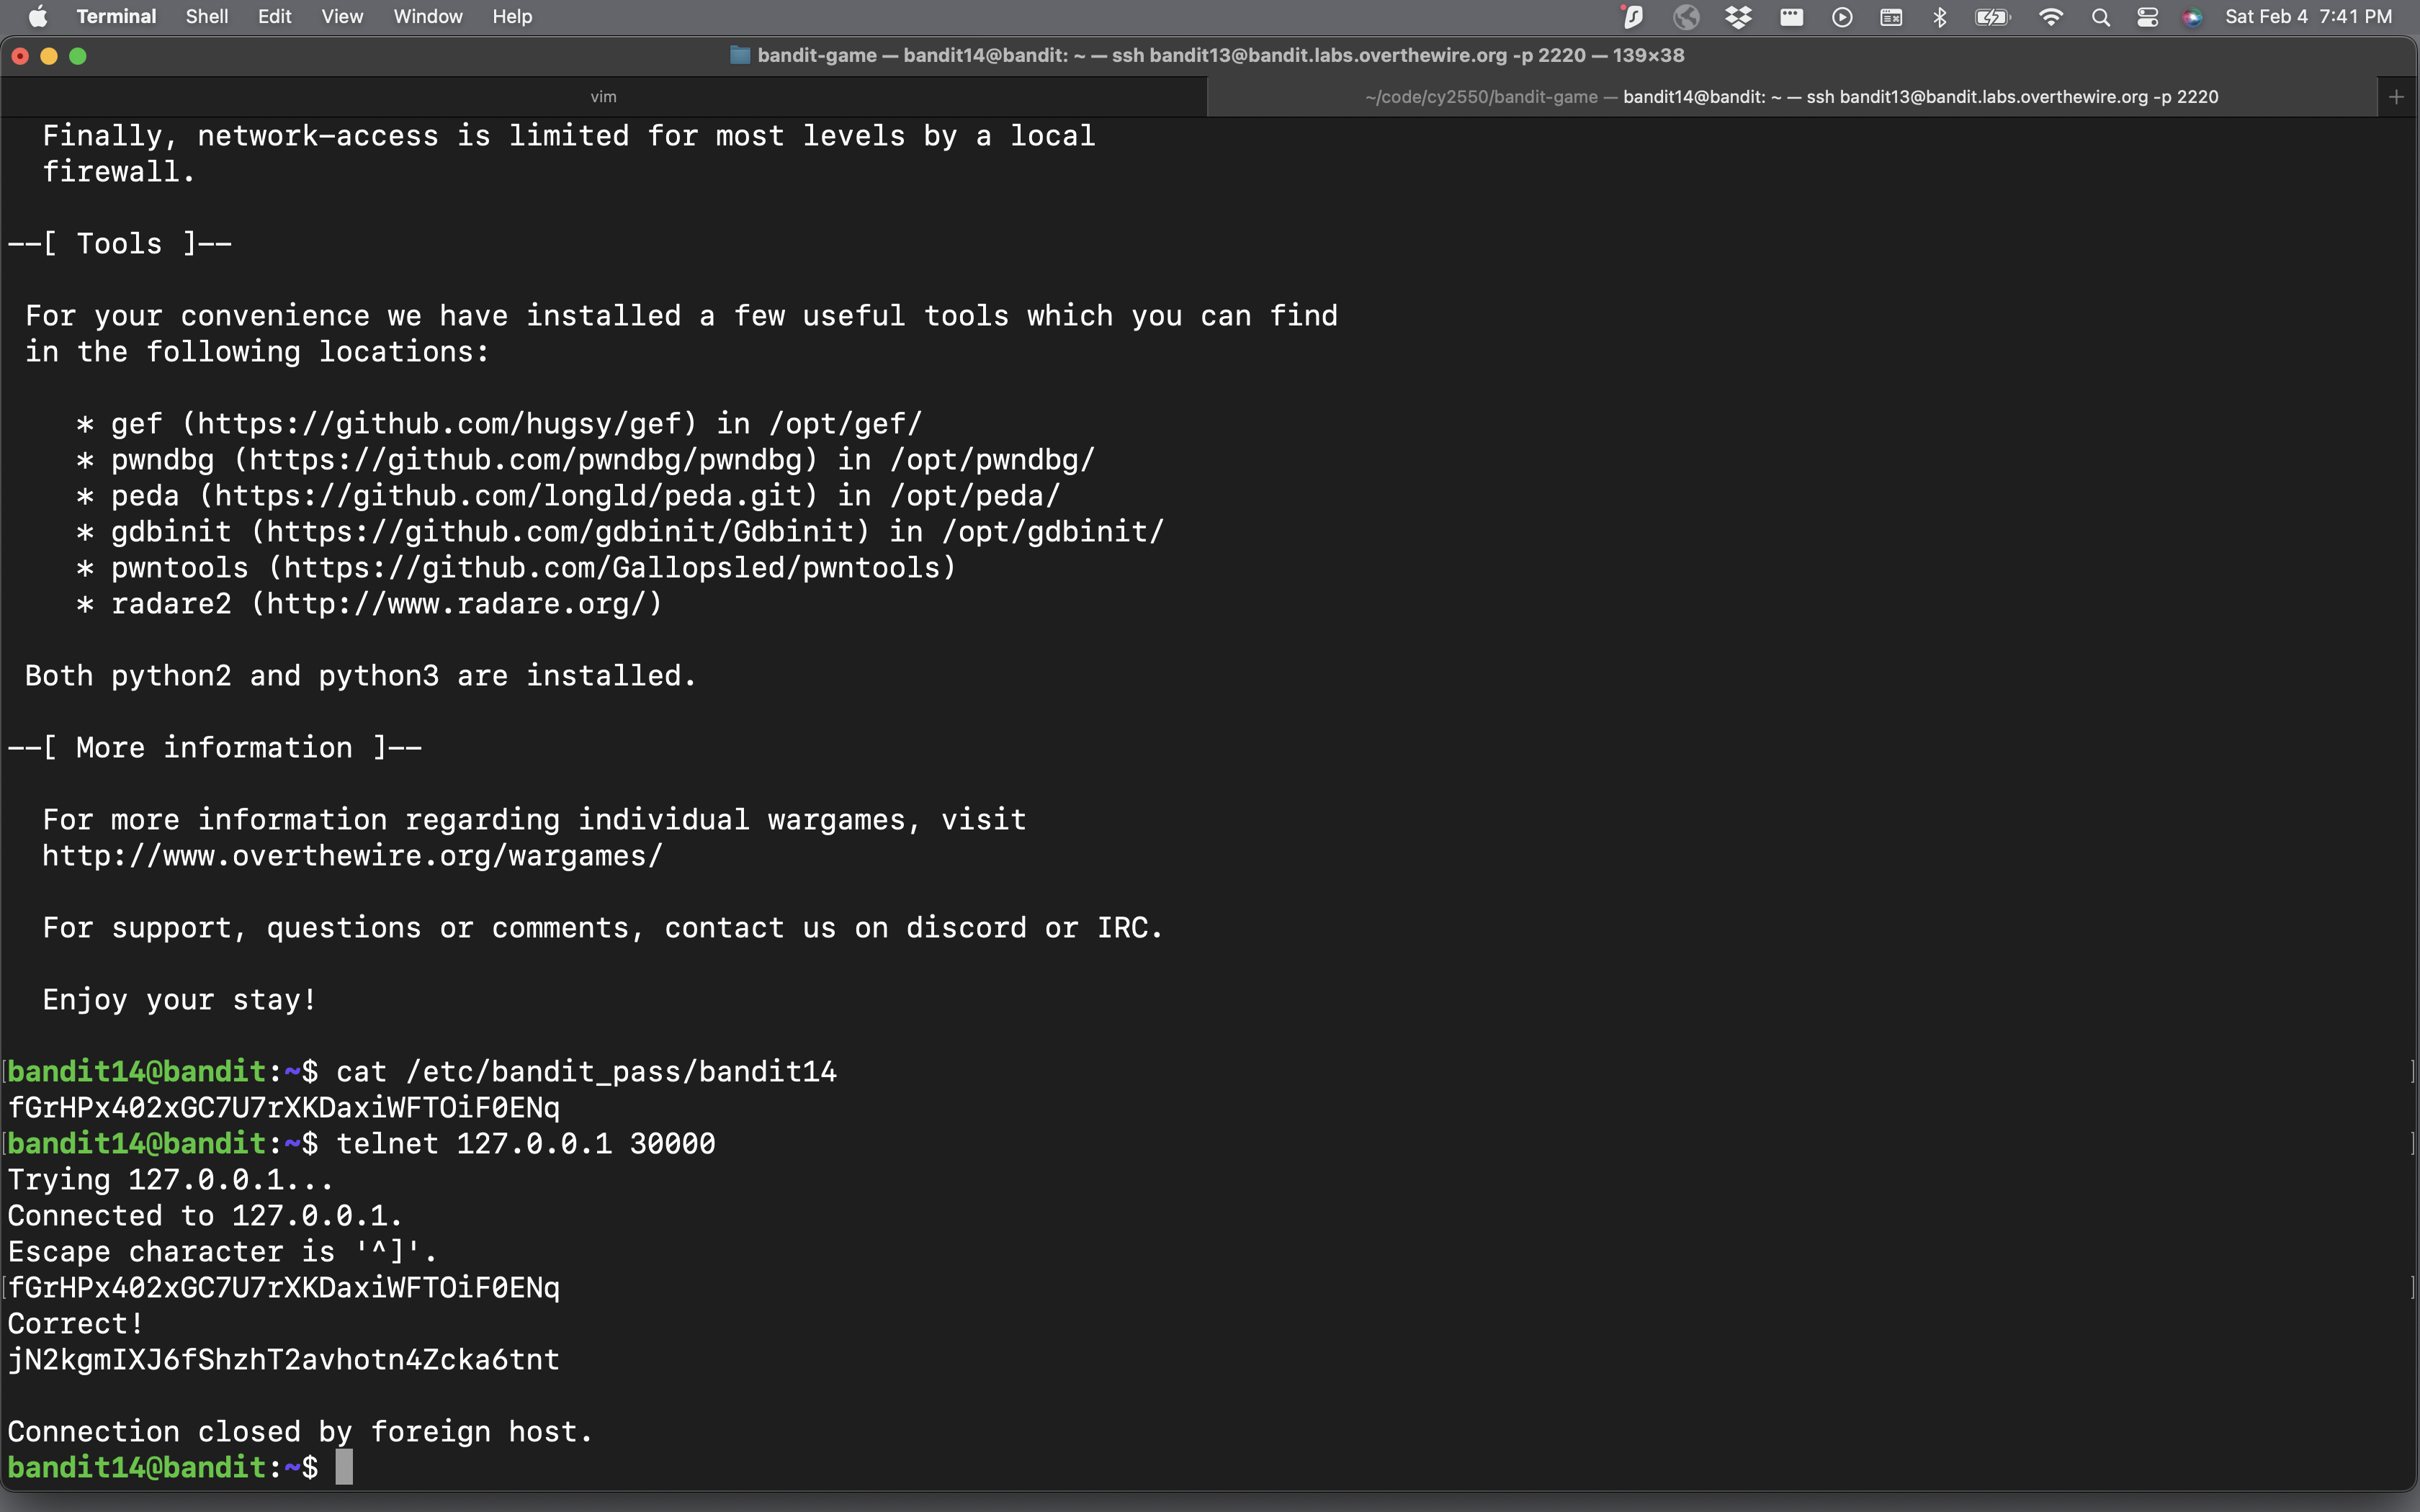 Terminal Shell Edit View Window Help Sat Feb 4 7:41 PM
bandit-game — bandit14@bandit: ~ — ssh bandit13@bandit.labs.overthewire.org -p 2220 — 139×38
vim ~/code/cy2550/bandit-game — bandit14@bandit: ~ — ssh bandit13@bandit.labs.overthewire.org -p 2220 +
Finally, network-access is limited for most levels by a local
firewall.
--[ Tools ]--
For your convenience we have installed a few useful tools which you can find
in the following locations:
* gef (https://github.com/hugsy/gef) in /opt/gef/
* pwndbg (https://github.com/pwndbg/pwndbg) in /opt/pwndbg/
* peda (https://github.com/longld/peda.git) in /opt/peda/
* gdbinit (https://github.com/gdbinit/Gdbinit) in /opt/gdbinit/
* pwntools (https://github.com/Gallopsled/pwntools)
* radare2 (http://www.radare.org/)
Both python2 and python3 are installed.
--[ More information ]--
For more information regarding individual wargames, visit
http://www.overthewire.org/wargames/
For support, questions or comments, contact us on discord or IRC.
Enjoy your stay!
[bandit14@bandit:~$ cat /etc/bandit_pass/bandit14 ]
fGrHPx402xGC7U7rXKDaxiWFTOiF0ENq
[bandit14@bandit:~$ telnet 127.0.0.1 30000 ]
Trying 127.0.0.1...
Connected to 127.0.0.1.
Escape character is '^]'.
[fGrHPx402xGC7U7rXKDaxiWFTOiF0ENq ]
Correct!
jN2kgmIXJ6fShzhT2avhotn4Zcka6tnt
Connection closed by foreign host.
bandit14@bandit:~$